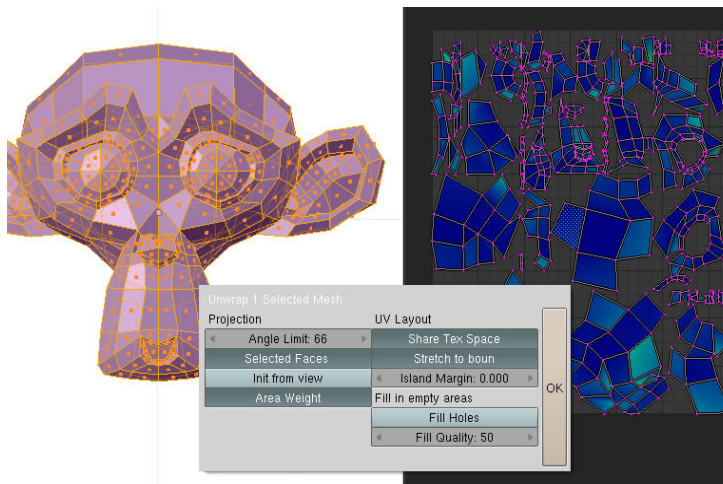 Unwrap 1 Selected Mesh
Projection
Angle Limit: 66
Selected Faces
Init from view
Area Weight
UV Layout
Share Tex Space
Stretch to boun
Island Margin: 0.000
Fill in empty areas
Fill Holes
Fill Quality: 50
OK